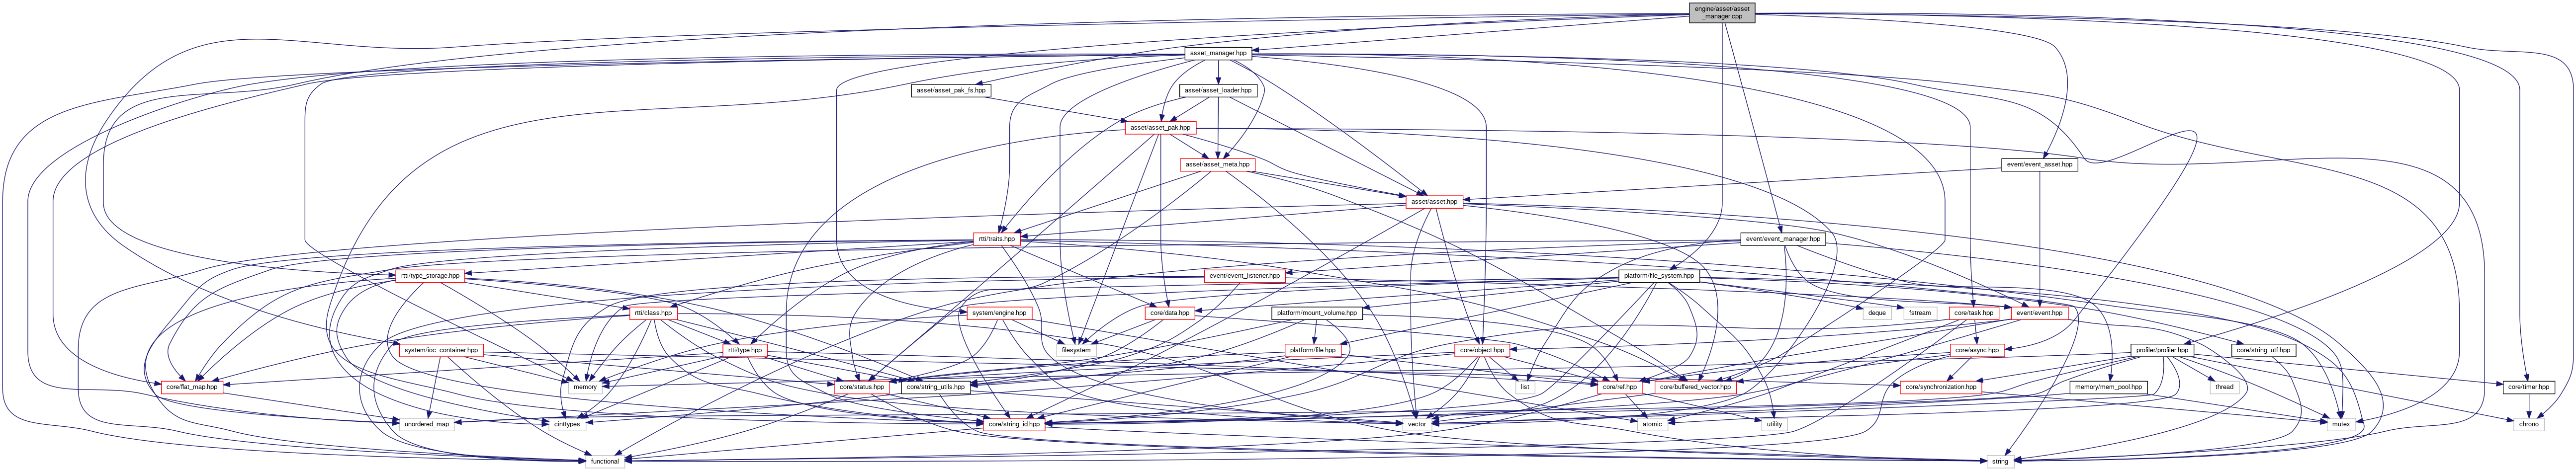 engine/asset/asset
_manager.cpp
asset_manager.hpp
asset/asset_pak_fs.hpp
asset/asset_loader.hpp
asset/asset_pak.hpp
asset/asset_meta.hpp
event/event_asset.hpp
asset/asset.hpp
rtti/traits.hpp
event/event_manager.hpp
rtti/type_storage.hpp
event/event_listener.hpp
platform/file_system.hpp
rtti/class.hpp
core/data.hpp
system/engine.hpp
platform/mount_volume.hpp
deque
fstream
core/task.hpp
event/event.hpp
system/ioc_container.hpp
rtti/type.hpp
filesystem
platform/file.hpp
core/object.hpp
core/async.hpp
profiler/profiler.hpp
core/string_utf.hpp
core/flat_map.hpp
memory
core/status.hpp
core/string_utils.hpp
list
core/ref.hpp
core/buffered_vector.hpp
core/synchronization.hpp
memory/mem_pool.hpp
thread
core/timer.hpp
unordered_map
cinttypes
core/string_id.hpp
vector
atomic
utility
mutex
chrono
functional
string